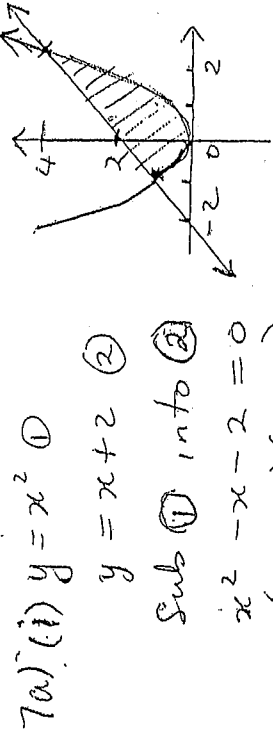 7a) (i) y = x² ①
y = x + 2 ②
Sub ① into ②
x² - x - 2 = 0
4
2
-2
0
2